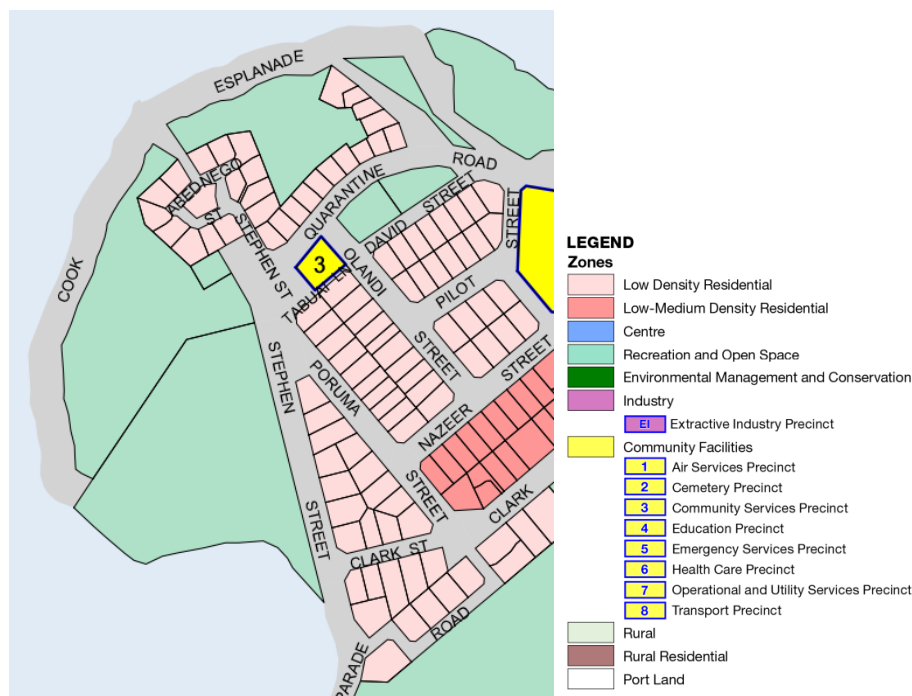 ESPLANADE
ROAD
ABEDNEGO
ST
QUARANTINE
STREET
DAVID
STREET
STEPHEN ST
OLANDI
3
COOK
PILOT
STEPHEN
PORUMA
STREET
STREET
NAZEER
STREET
CLARK
STREET
CLARK ST
ROAD
PARADE
LEGEND
Zones
Low Density Residential
Low-Medium Density Residential
Centre
Recreation and Open Space
Environmental Management and Conservation
Industry
EI Extractive Industry Precinct
Community Facilities
1 Air Services Precinct
2 Cemetery Precinct
3 Community Services Precinct
4 Education Precinct
5 Emergency Services Precinct
6 Health Care Precinct
7 Operational and Utility Services Precinct
8 Transport Precinct
Rural
Rural Residential
Port Land